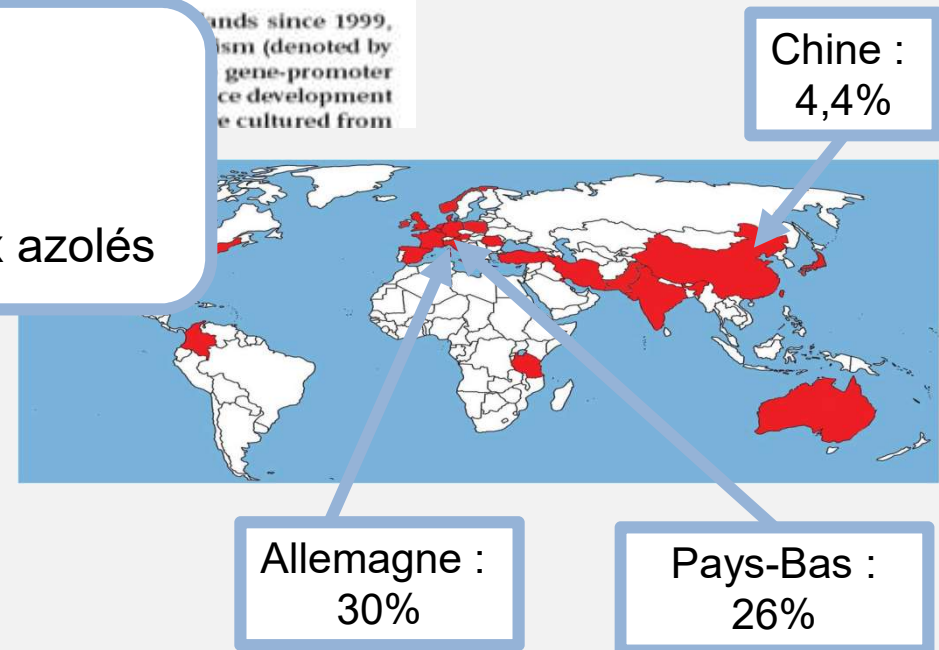 ands since 1999,
ism (denoted by
gene-promoter
ce development
e cultured from
azolés
Chine :
4,4%
Allemagne :
30%
Pays-Bas :
26%